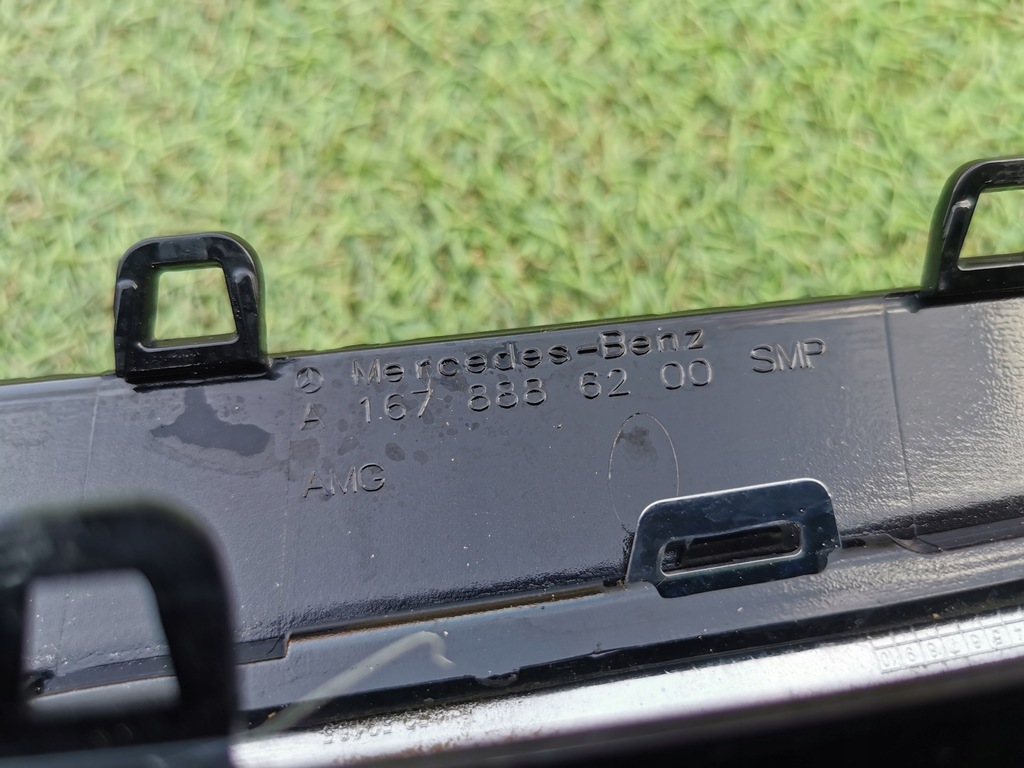 Mercedes-Benz
A 167 888 62 00 SMP
AMG